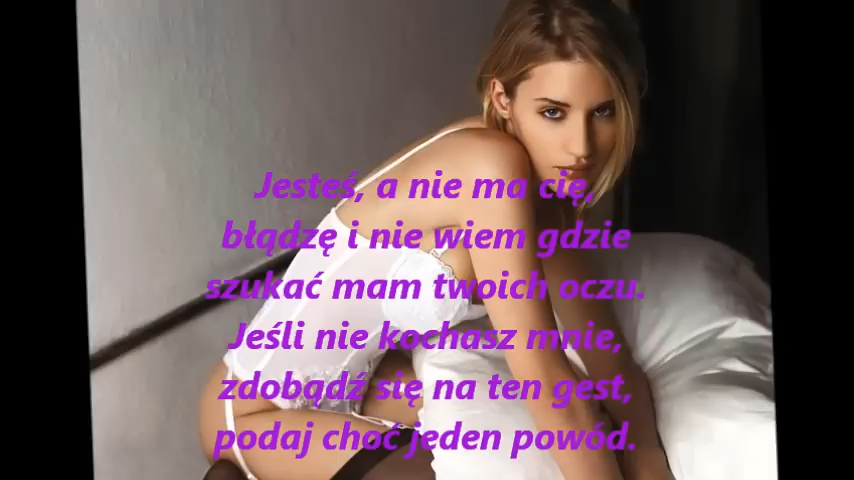 Jesteś, a nie ma cię,
błądzę i nie wiem gdzie
szukać mam twoich oczu.
Jeśli nie kochasz mnie,
zdobądź się na ten gest,
podaj choć jeden powód.